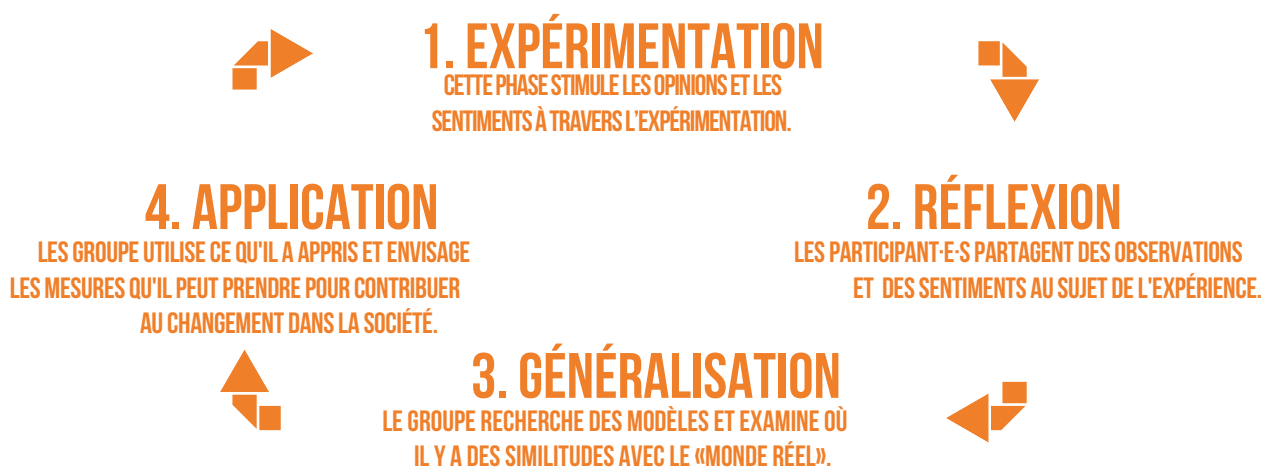 1. EXPÉRIMENTATION
CETTE PHASE STIMULE LES OPINIONS ET LES
SENTIMENTS À TRAVERS L'EXPÉRIMENTATION.
2. RÉFLEXION
LES PARTICIPANT·E·S PARTAGENT DES OBSERVATIONS
ET DES SENTIMENTS AU SUJET DE L'EXPÉRIENCE.
3. GÉNÉRALISATION
LE GROUPE RECHERCHE DES MODÈLES ET EXAMINE OÙ
IL Y A DES SIMILITUDES AVEC LE «MONDE RÉEL».
4. APPLICATION
LES GROUPE UTILISE CE QU'IL A APPRIS ET ENVISAGE
LES MESURES QU'IL PEUT PRENDRE POUR CONTRIBUER
AU CHANGEMENT DANS LA SOCIÉTÉ.